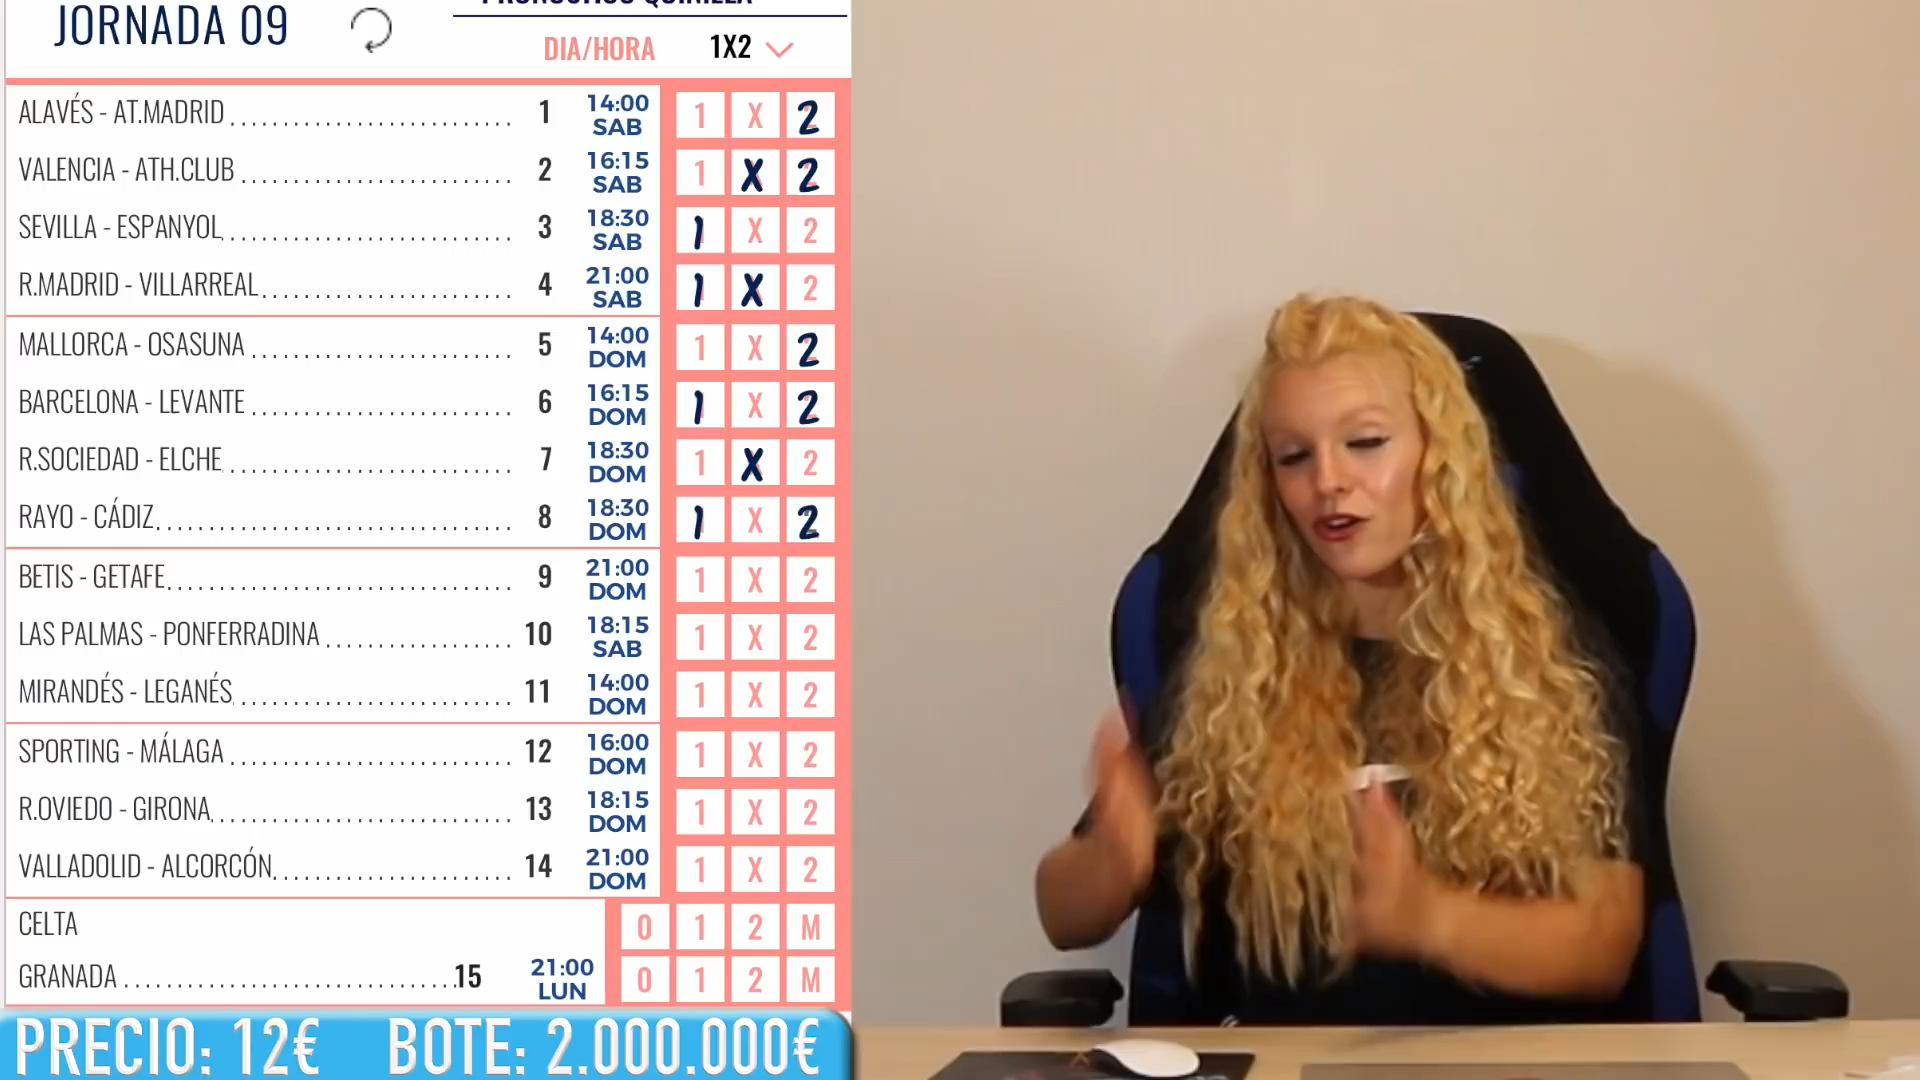 PRONÓSTICO QUINIELA
JORNADA 09
DIA/HORA 1X2
ALAVÉS - AT.MADRID 1 14:00 SAB 1 X 2
VALENCIA - ATH.CLUB 2 16:15 SAB 1 X 2
SEVILLA - ESPANYOL 3 18:30 SAB 1 X 2
R.MADRID - VILLARREAL 4 21:00 SAB 1 X 2
MALLORCA - OSASUNA 5 14:00 DOM 1 X 2
BARCELONA - LEVANTE 6 16:15 DOM 1 X 2
R.SOCIEDAD - ELCHE 7 18:30 DOM 1 X 2
RAYO - CÁDIZ 8 18:30 DOM 1 X 2
BETIS - GETAFE 9 21:00 DOM 1 X 2
LAS PALMAS - PONFERRADINA 10 18:15 SAB 1 X 2
MIRANDÉS - LEGANÉS 11 14:00 DOM 1 X 2
SPORTING - MÁLAGA 12 16:00 DOM 1 X 2
R.OVIEDO - GIRONA 13 18:15 DOM 1 X 2
VALLADOLID - ALCORCÓN 14 21:00 DOM 1 X 2
CELTA 0 1 2 M
GRANADA 15 21:00 LUN 0 1 2 M
PRECIO: 12€ BOTE: 2.000.000€